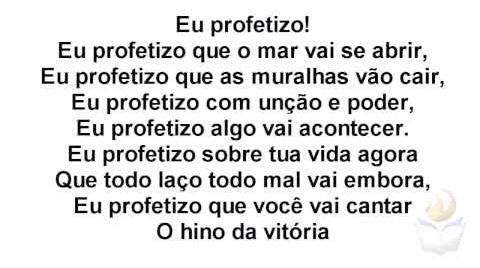 Eu profetizo!
Eu profetizo que o mar vai se abrir,
Eu profetizo que as muralhas vão cair,
Eu profetizo com unção e poder,
Eu profetizo algo vai acontecer.
Eu profetizo sobre tua vida agora
Que todo laço todo mal vai embora,
Eu profetizo que você vai cantar
O hino da vitória